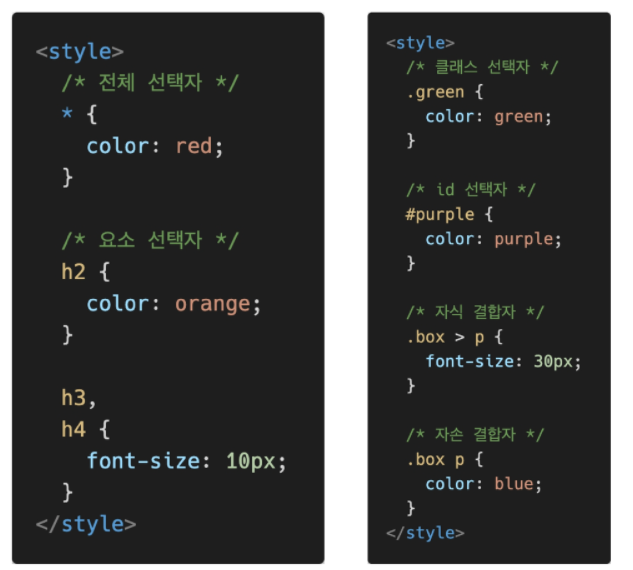 <style>
/* 전체 선택자 */
* {
color: red;
}
/* 요소 선택자 */
h2 {
color: orange;
}
h3,
h4 {
font-size: 10px;
}
</style>
<style>
/* 클래스 선택자 */
.green {
color: green;
}
/* id 선택자 */
#purple {
color: purple;
}
/* 자식 결합자 */
.box > p {
font-size: 30px;
}
/* 자손 결합자 */
.box p {
color: blue;
}
</style>